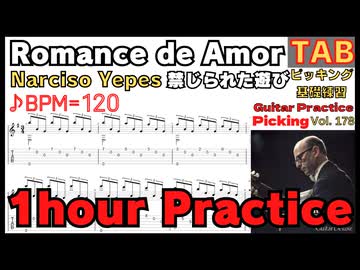 Romance de Amor TAB
Narciso Yepes 禁じられた遊び ピッキング
基礎練習
♪BPM=120
Guitar Practice
Picking Vol. 178
1hour Practice